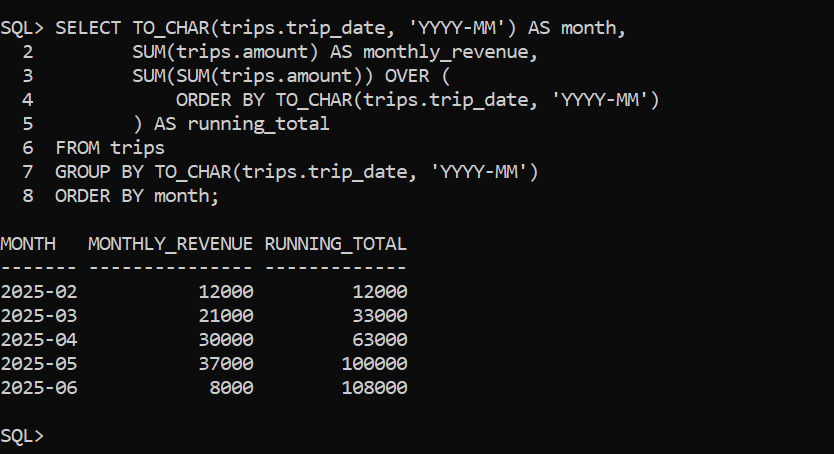 SQL> SELECT TO_CHAR(trips.trip_date, 'YYYY-MM') AS month,
  2         SUM(trips.amount) AS monthly_revenue,
  3         SUM(SUM(trips.amount)) OVER (
  4             ORDER BY TO_CHAR(trips.trip_date, 'YYYY-MM')
  5         ) AS running_total
  6  FROM trips
  7  GROUP BY TO_CHAR(trips.trip_date, 'YYYY-MM')
  8  ORDER BY month;

MONTH   MONTHLY_REVENUE RUNNING_TOTAL
------- --------------- -------------
2025-02           12000         12000
2025-03           21000         33000
2025-04           30000         63000
2025-05           37000        100000
2025-06            8000        108000

SQL>